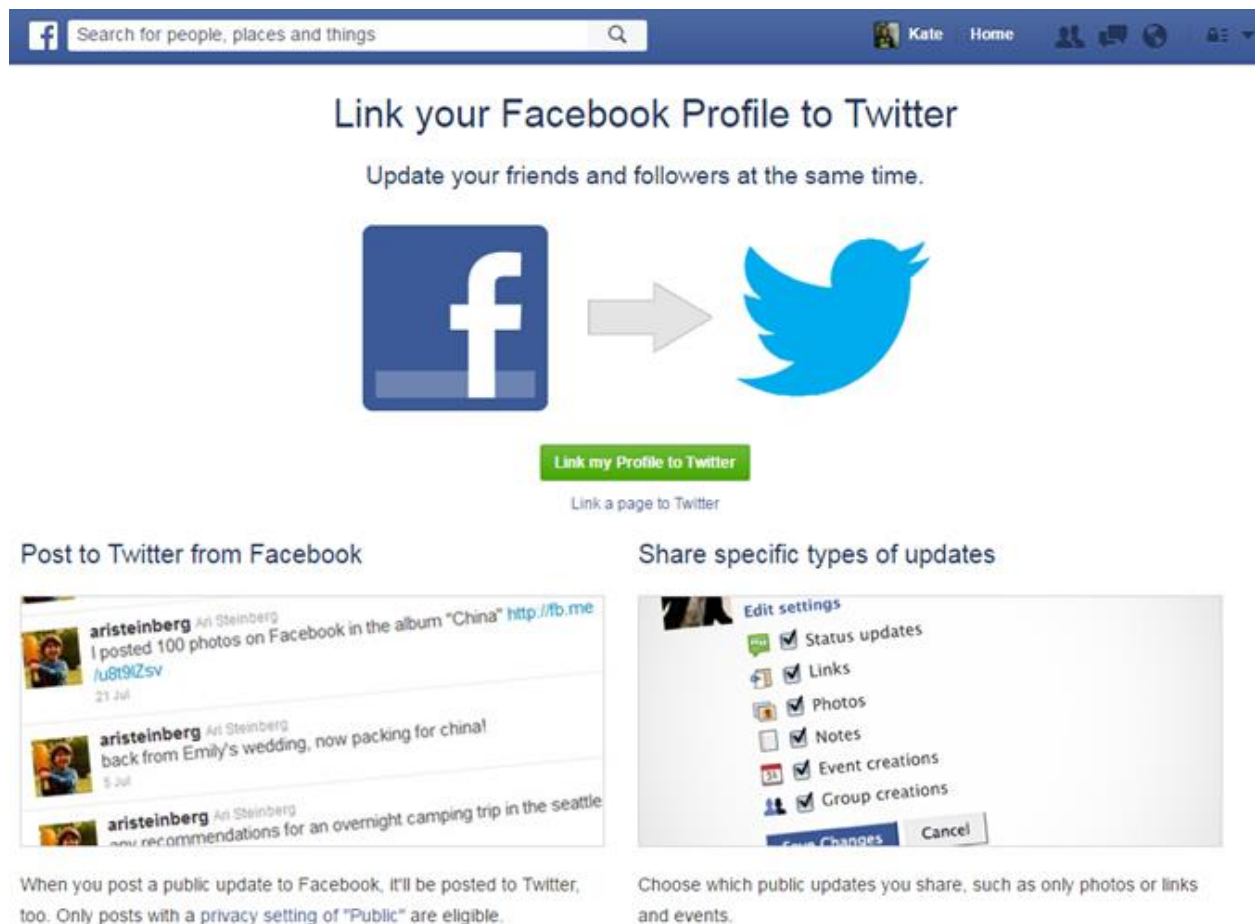 Search for people, places and things
Kate Home
Link your Facebook Profile to Twitter
Update your friends and followers at the same time.
Link my Profile to Twitter
Link a page to Twitter
Post to Twitter from Facebook
aristeinberg Ari Steinberg
I posted 100 photos on Facebook in the album "China" http://fb.me
/u8t9lZsv
21 Jul
aristeinberg Ari Steinberg
back from Emily's wedding, now packing for china!
5 Jul
aristeinberg Ari Steinberg
any recommendations for an overnight camping trip in the seattle
When you post a public update to Facebook, it'll be posted to Twitter,
too. Only posts with a privacy setting of "Public" are eligible.
Share specific types of updates
Edit settings
Status updates
Links
Photos
Notes
Event creations
Group creations
Save Changes Cancel
Choose which public updates you share, such as only photos or links
and events.